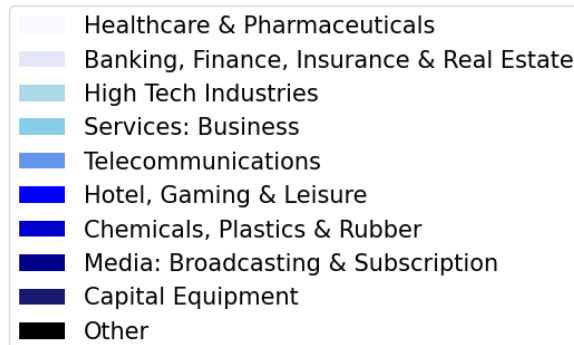 Healthcare & Pharmaceuticals
Banking, Finance, Insurance & Real Estate
High Tech Industries
Services: Business
Telecommunications
Hotel, Gaming & Leisure
Chemicals, Plastics & Rubber
Media: Broadcasting & Subscription
Capital Equipment
Other